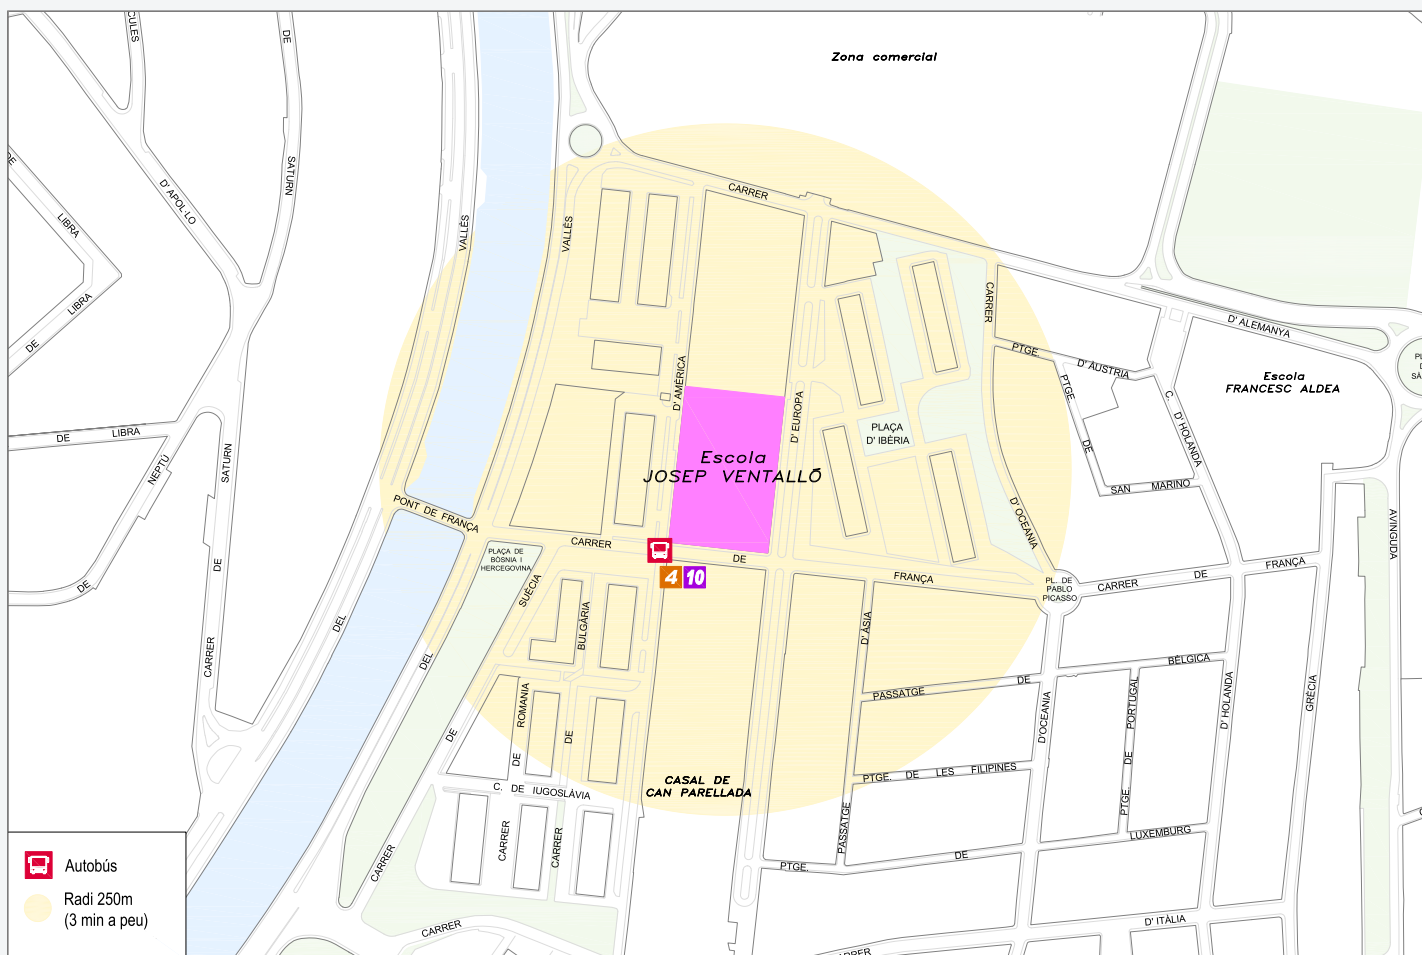 Zona comercial
CULES
DE
SATURN
D' APOL·LO
DE
LIBRA
LIBRA
DE
VALLÈS
VALLÈS
CARRER
CARRER
D' ALEMANYA
PTGE.
D' ÀUSTRIA
PTGE.
DE
SAN MARINO
C.
D' HOLANDA
Escola
FRANCESC ALDEA
D' AMÈRICA
D' EUROPA
PLAÇA
D' IBÈRIA
Escola
JOSEP VENTALLÓ
DE LIBRA
NEPTÚ
DE
SATURN
DE
CARRER
PONT DE FRANÇA
PLAÇA DE
BÒSNIA I
HERCEGOVINA
CARRER
DE
FRANÇA
4 10
D' OCEANIA
PL. DE
PABLO
PICASSO
CARRER
DE
FRANÇA
AVINGUDA
DEL
DEL
SUÈCIA
DE
CARRER
BULGÀRIA
DE
CARRER
ROMANIA
DE
CARRER
C. DE IUGOSLÀVIA
D' ÀSIA
PASSATGE
PASSATGE
DE
BÈLGICA
D'OCEANIA
PORTUGAL
DE
PTGE.
D' HOLANDA
GRÈCIA
PTGE. DE LES FILIPINES
CASAL DE
CAN PARELLADA
PTGE.
DE
LUXEMBURG
D' ITÀLIA
CARRER
Autobús
Radi 250m
(3 min a peu)